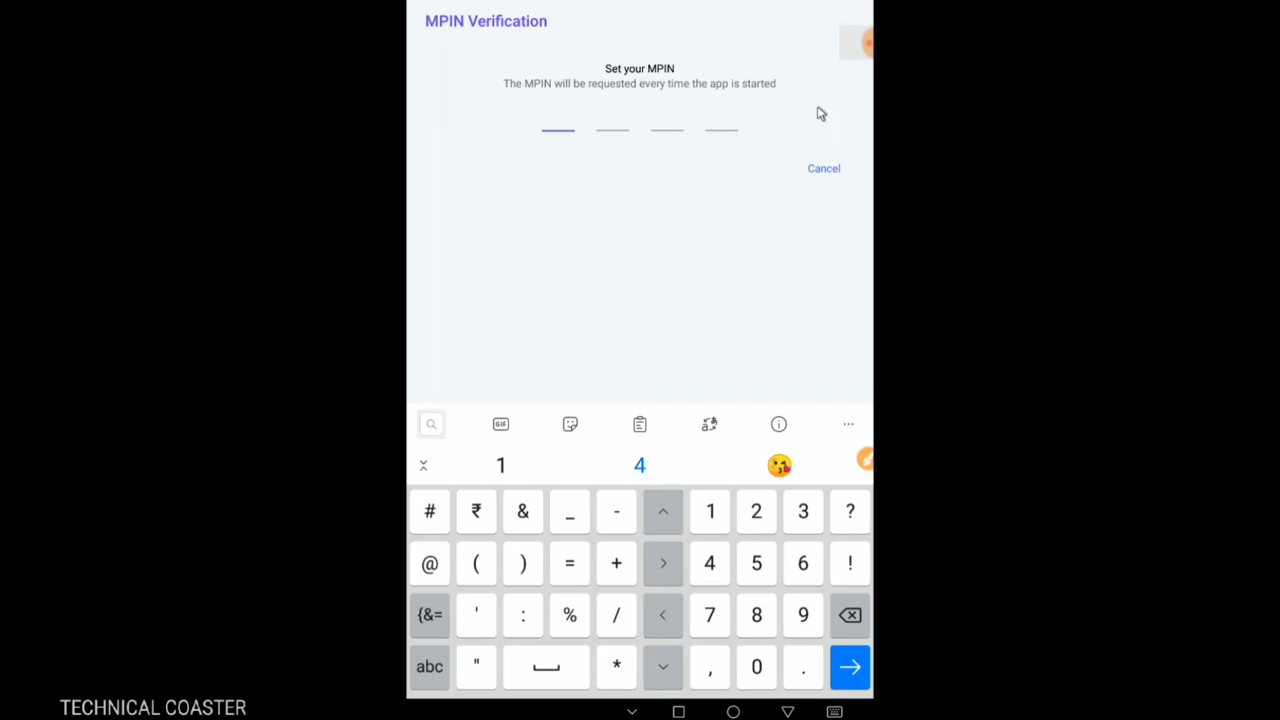 MPIN Verification
Set your MPIN
The MPIN will be requested every time the app is started
Cancel
GIF
1 4
# ₹ & _ - ^ 1 2 3 ?
@ ( ) = + > 4 5 6 !
{&= ' : % / < 7 8 9
abc " * , 0 .
TECHNICAL COASTER